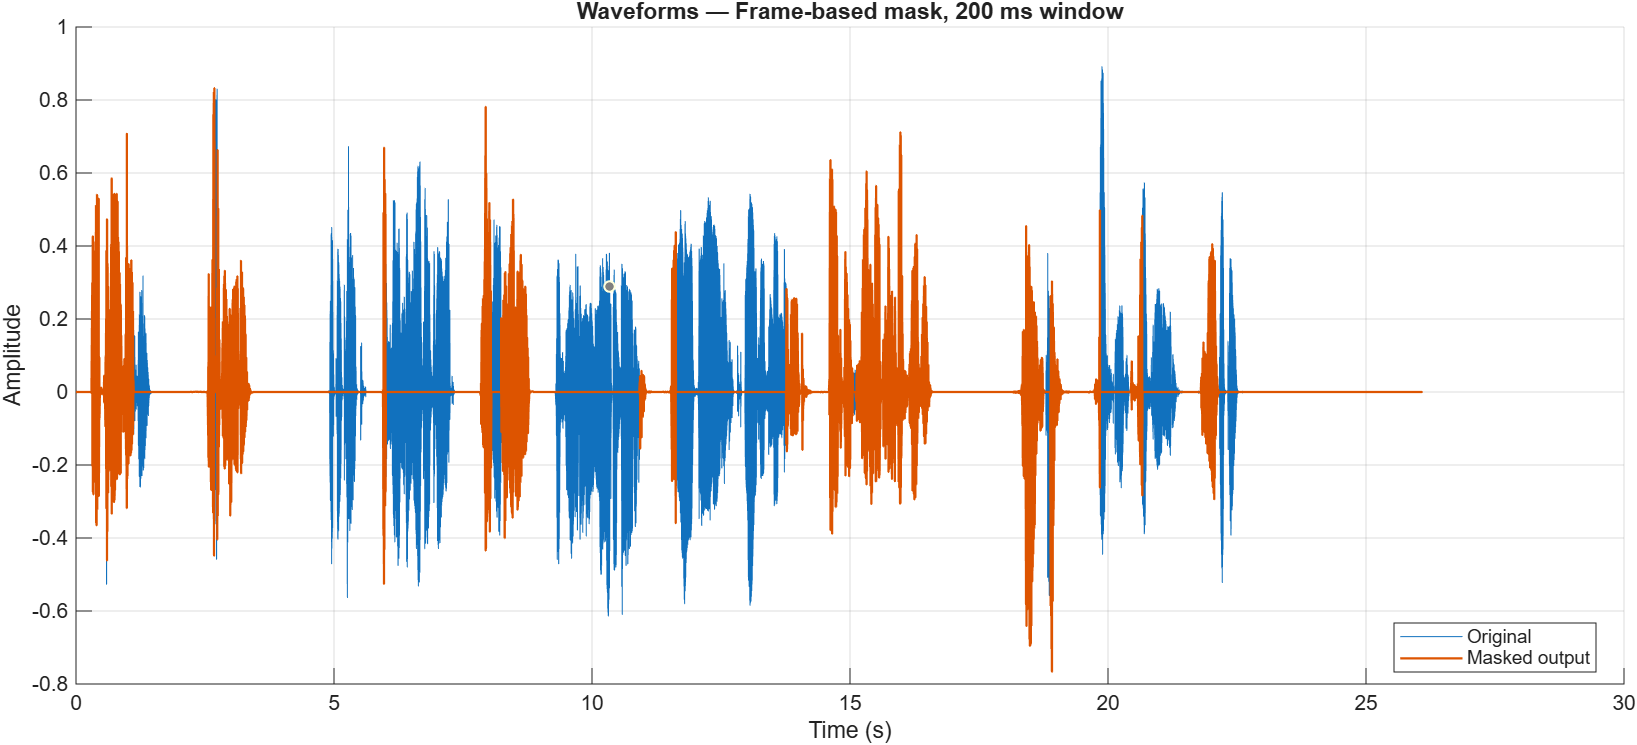 Waveforms — Frame-based mask, 200 ms window
1
0.8
0.6
0.4
0.2
0
-0.2
-0.4
-0.6
-0.8
Amplitude
0 5 10 15 20 25 30
Time (s)
Original
Masked output